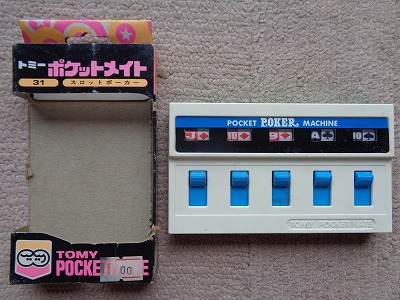 トミー ポケットメイト
31 スロットポーカー
TOMY
00
POCKET POKER MACHINE
J 10 9 A 10
TOMY POCKETMATE